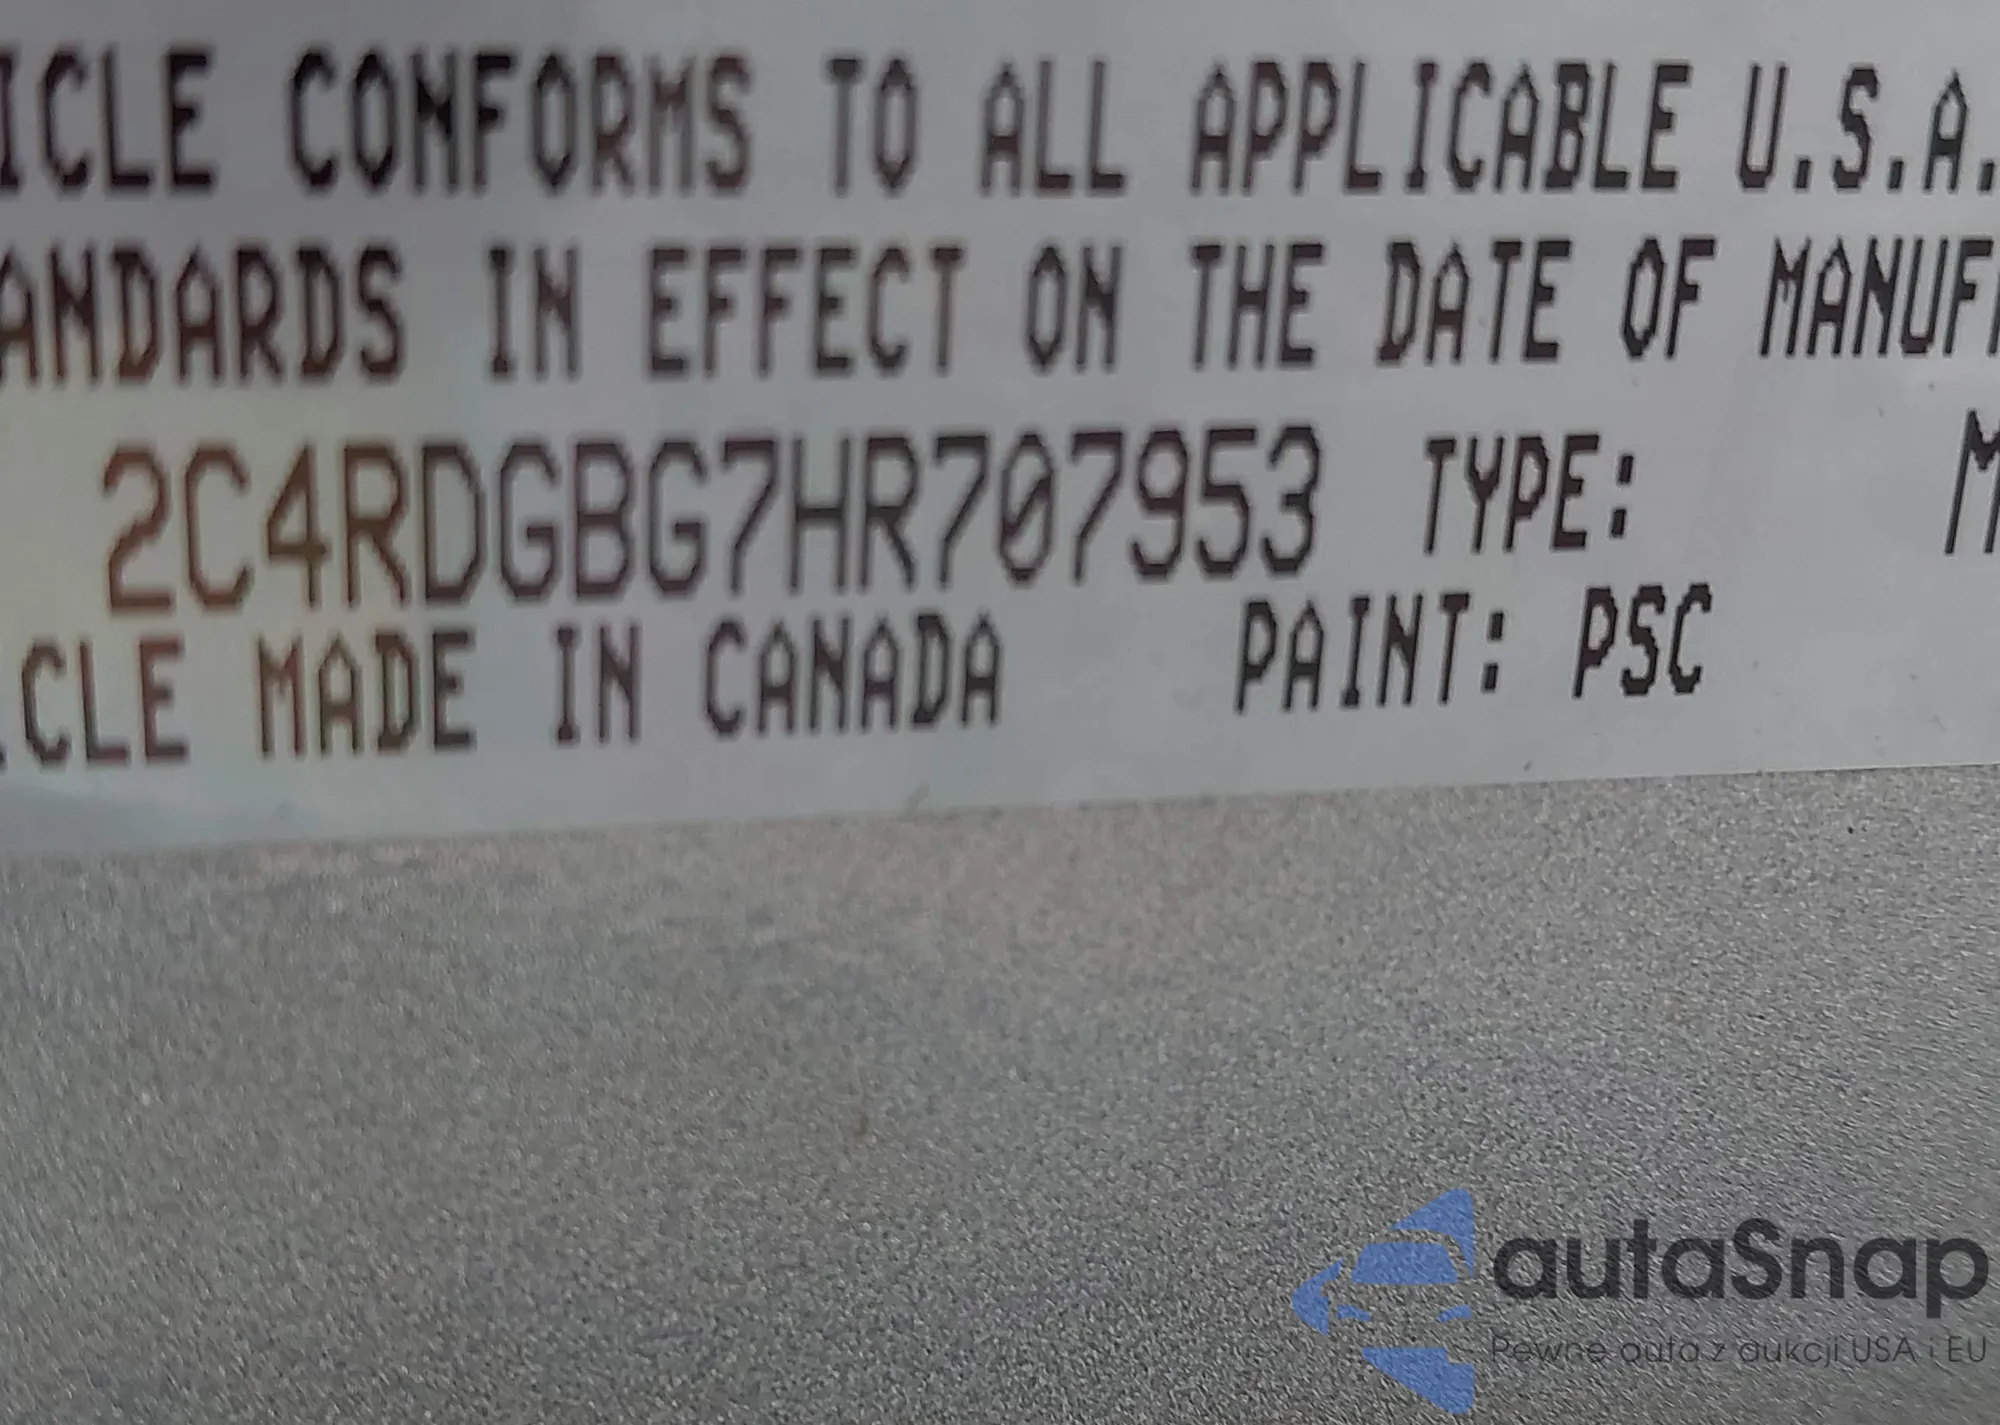 ICLE CONFORMS TO ALL APPLICABLE U.S.A.
ANDARDS IN EFFECT ON THE DATE OF MANUF
2C4RDGBG7HR707953 TYPE: M
ICLE MADE IN CANADA PAINT: PSC
autaSnap
Pewne auta z aukcji USA i EU